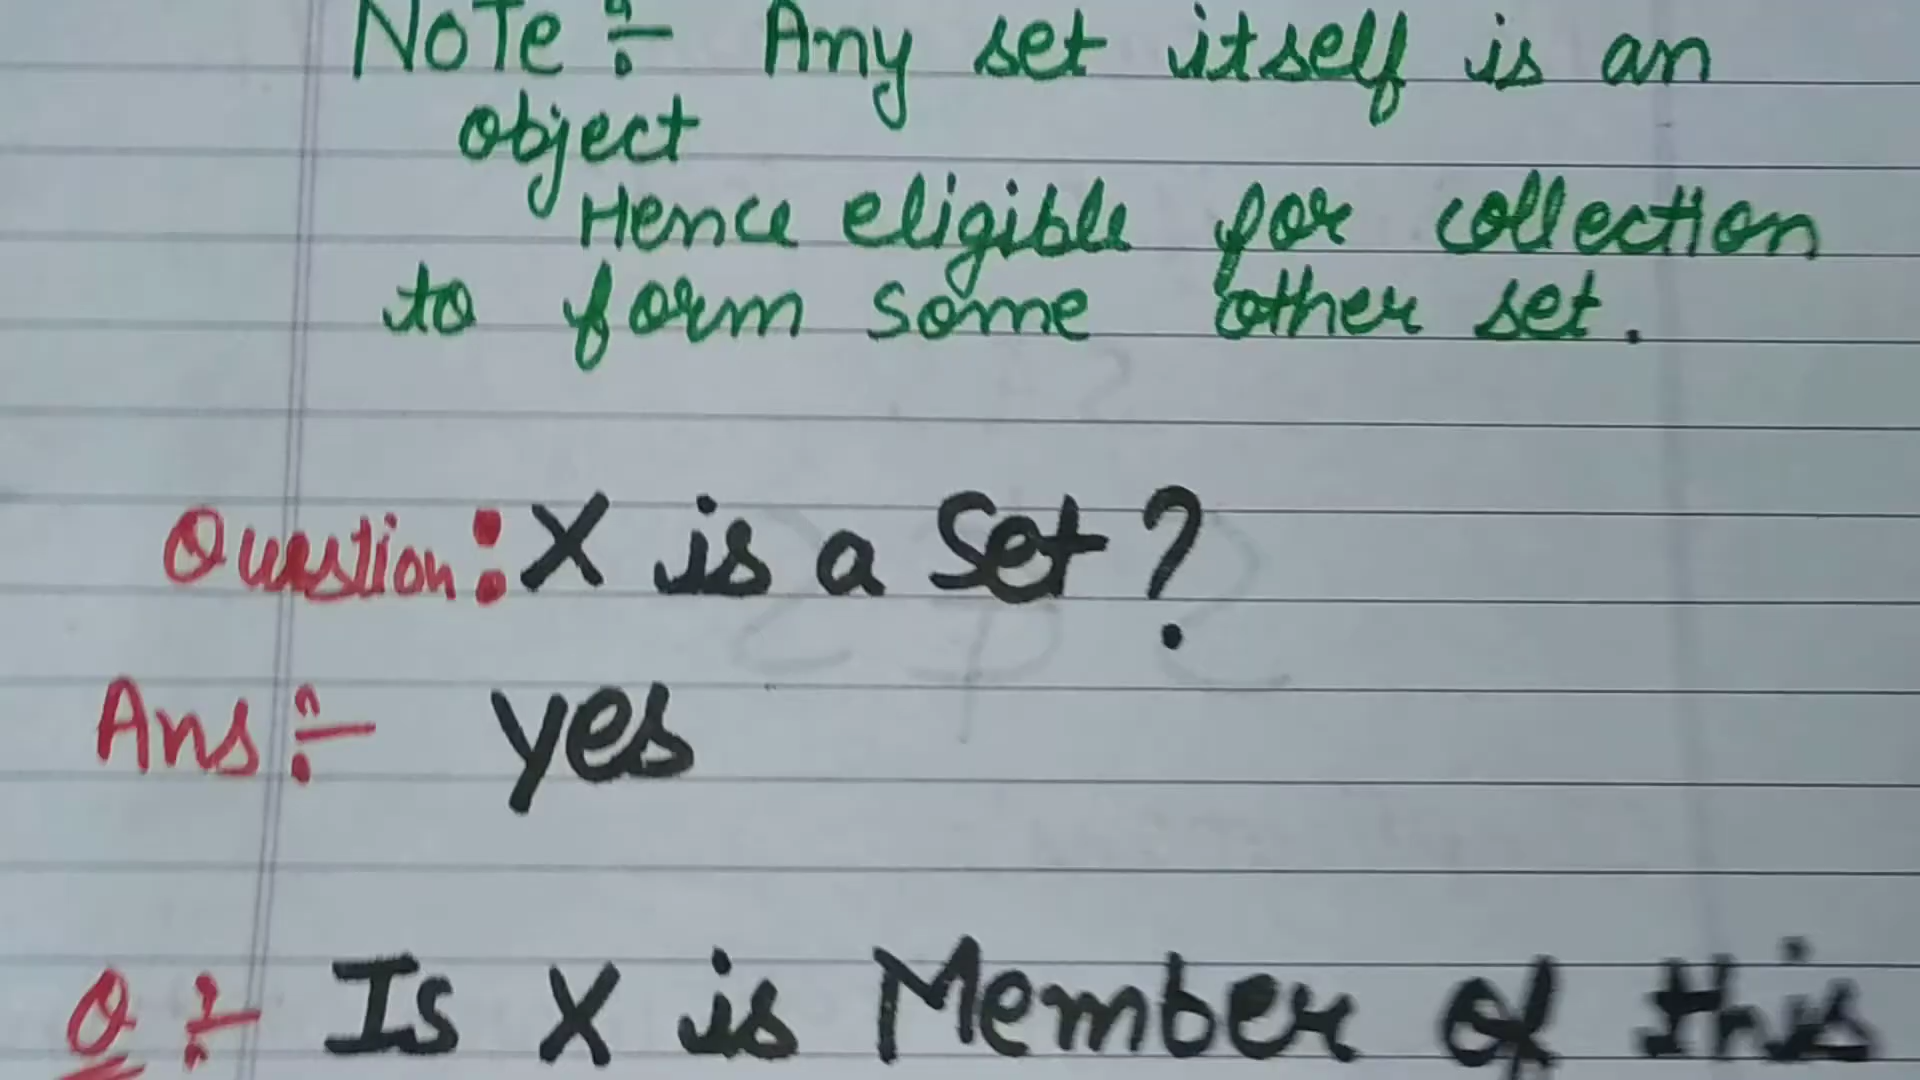 NoTe ÷ Any set itself is an
object
Hence eligible for collection
to form some other set.
Question: X is a Set ?
Ans ÷ yes
Q ÷ Is X is Member of this